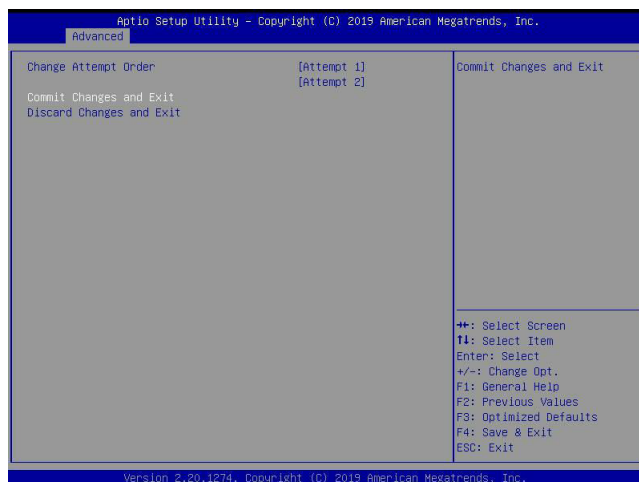 Aptio Setup Utility – Copyright (C) 2019 American Megatrends, Inc.
Advanced
Change Attempt Order [Attempt 1]
[Attempt 2]
Commit Changes and Exit
Discard Changes and Exit
Commit Changes and Exit
→←: Select Screen
↑↓: Select Item
Enter: Select
+/-: Change Opt.
F1: General Help
F2: Previous Values
F3: Optimized Defaults
F4: Save & Exit
ESC: Exit
Version 2.20.1274. Copyright (C) 2019 American Megatrends, Inc.